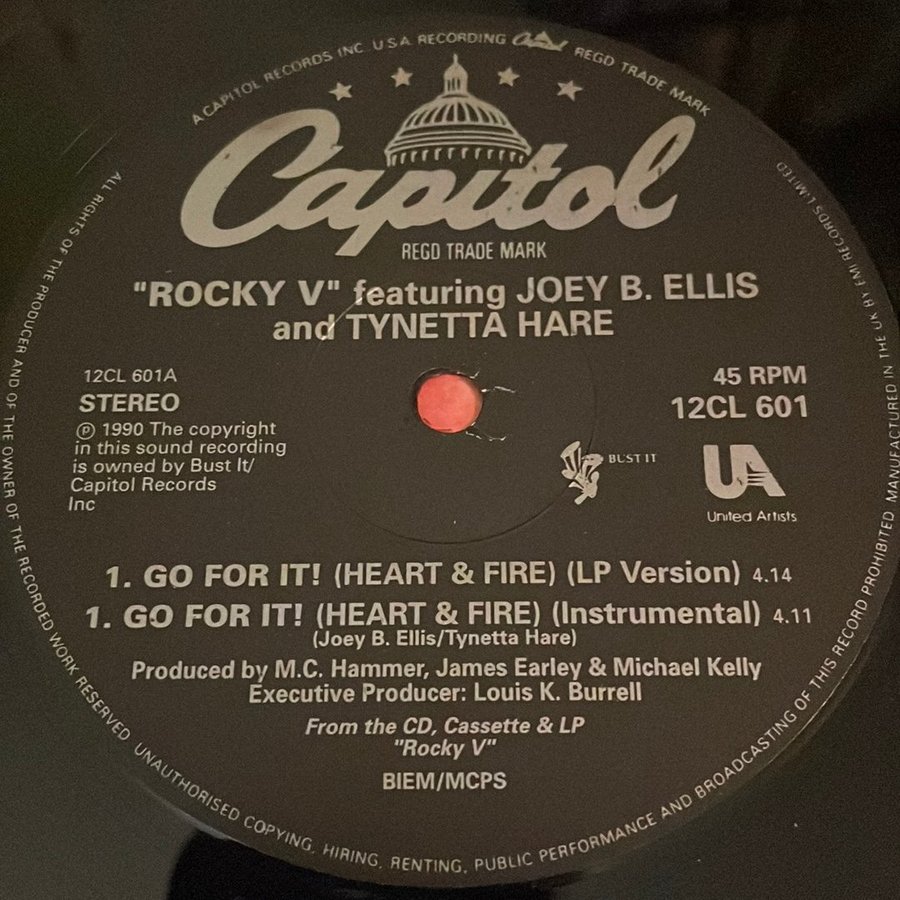 A CAPITOL RECORDS INC. U.S.A. RECORDING Capitol REGD TRADE MARK
Capitol
REGD TRADE MARK
"ROCKY V" featuring JOEY B. ELLIS
and TYNETTA HARE
12CL 601A
STEREO
℗ 1990 The copyright
in this sound recording
is owned by Bust It/
Capitol Records
Inc
45 RPM
12CL 601
BUST IT
UA
United Artists
1. GO FOR IT! (HEART & FIRE) (LP Version) 4.14
1. GO FOR IT! (HEART & FIRE) (Instrumental) 4.11
(Joey B. Ellis/Tynetta Hare)
Produced by M.C. Hammer, James Earley & Michael Kelly
Executive Producer: Louis K. Burrell
From the CD, Cassette & LP
"Rocky V"
BIEM/MCPS
ALL RIGHTS OF THE PRODUCER AND OF THE OWNER OF THE RECORDED WORK RESERVED. UNAUTHORISED COPYING, HIRING, RENTING, PUBLIC PERFORMANCE AND BROADCASTING OF THIS RECORD PROHIBITED. MANUFACTURED IN THE UK BY EMI RECORDS LIMITED